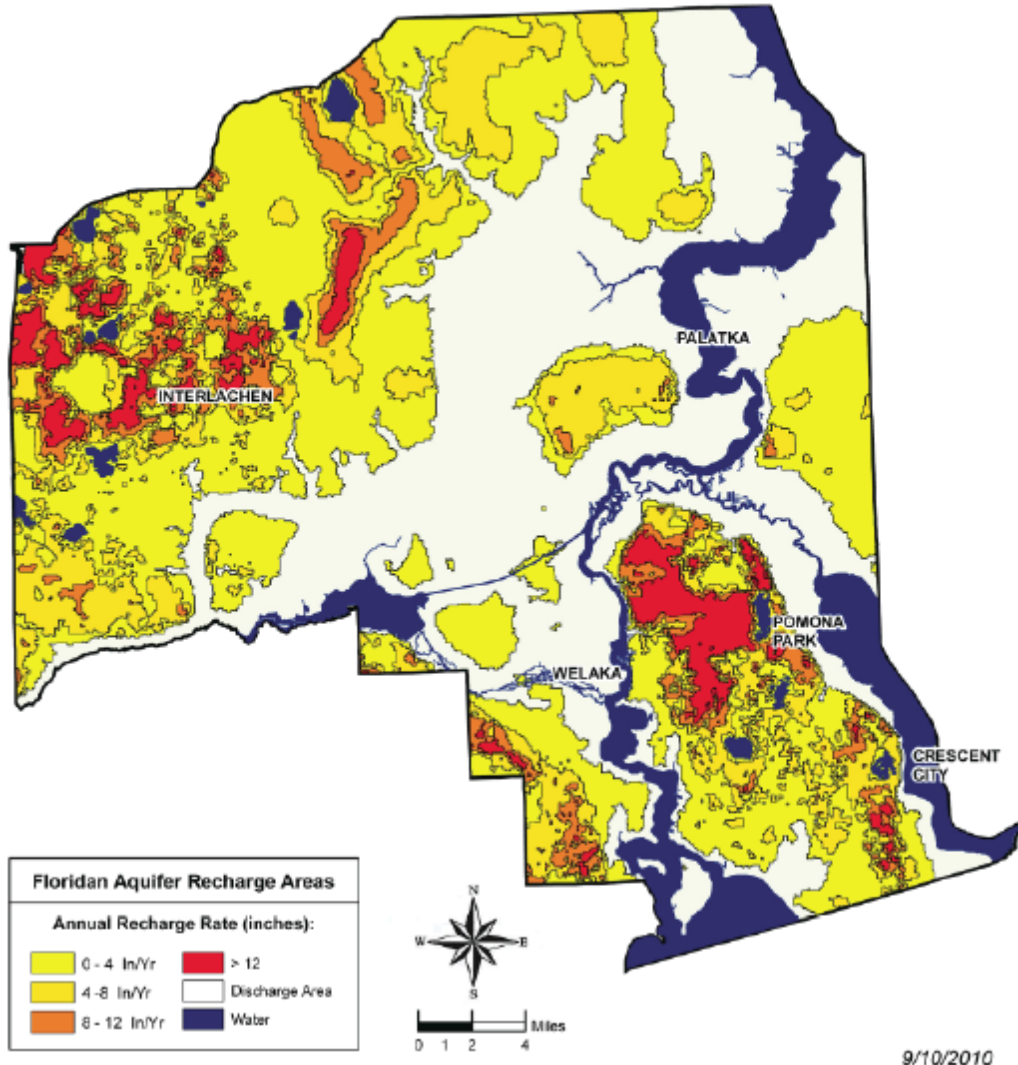 PALATKA
INTERLACHEN
POMONA
PARK
WELAKA
CRESCENT
CITY
Floridan Aquifer Recharge Areas
Annual Recharge Rate (inches):
0 - 4 In/Yr
> 12
4 -8 In/Yr
Discharge Area
8 - 12 In/Yr
Water
N
W
E
S
Miles
0 1 2 4
9/10/2010